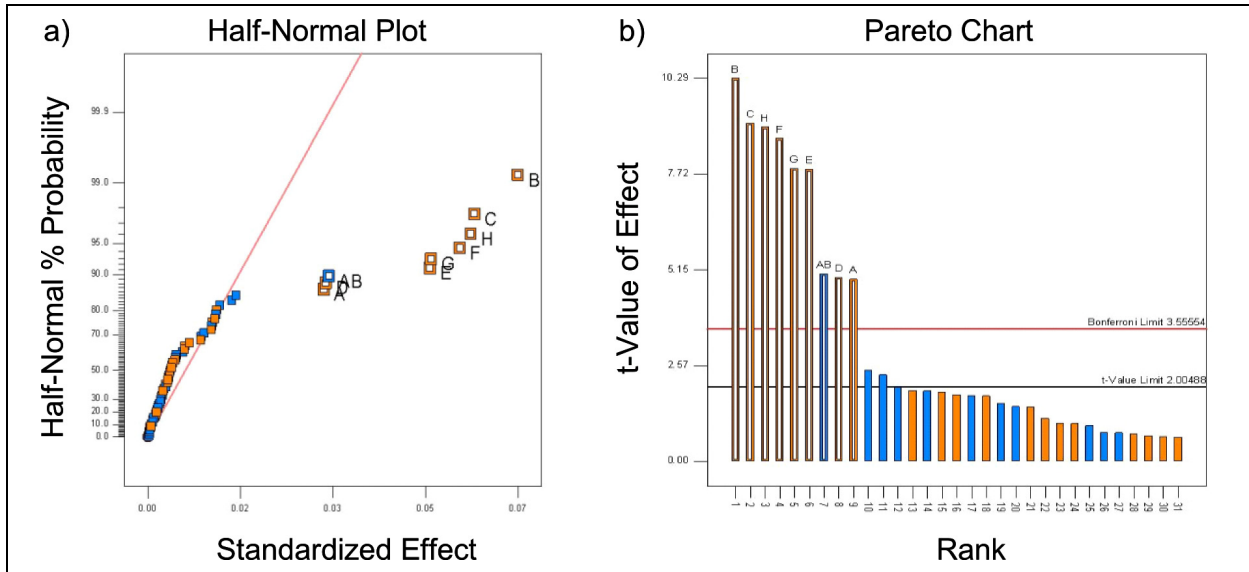 a) Half-Normal Plot
Half-Normal % Probability
99.9
99.0
95.0
90.0
80.0
70.0
50.0
30.0
20.0
10.0
0.0
B
C
H
F
G
E
AB
D
A
0.00 0.02 0.03 0.05 0.07
Standardized Effect
b) Pareto Chart
t-Value of Effect
10.29
7.72
5.15
2.57
0.00
B
C
H
F
G
E
AB
D
A
Bonferroni Limit 3.55554
t-Value Limit 2.00488
1 2 3 4 5 6 7 8 9 10 11 12 13 14 15 16 17 18 19 20 21 22 23 24 25 26 27 28 29 30 31
Rank